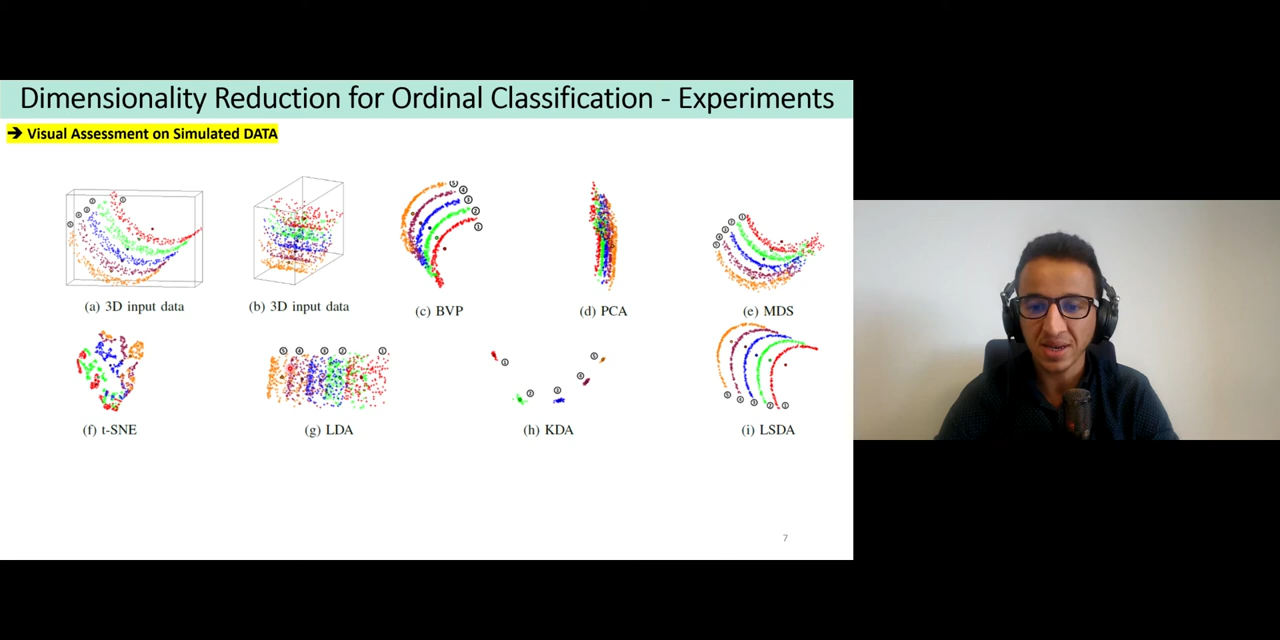 Dimensionality Reduction for Ordinal Classification - Experiments
➔ Visual Assessment on Simulated DATA
(a) 3D input data
(b) 3D input data
(c) BVP
(d) PCA
(e) MDS
(f) t-SNE
(g) LDA
(h) KDA
(i) LSDA
7